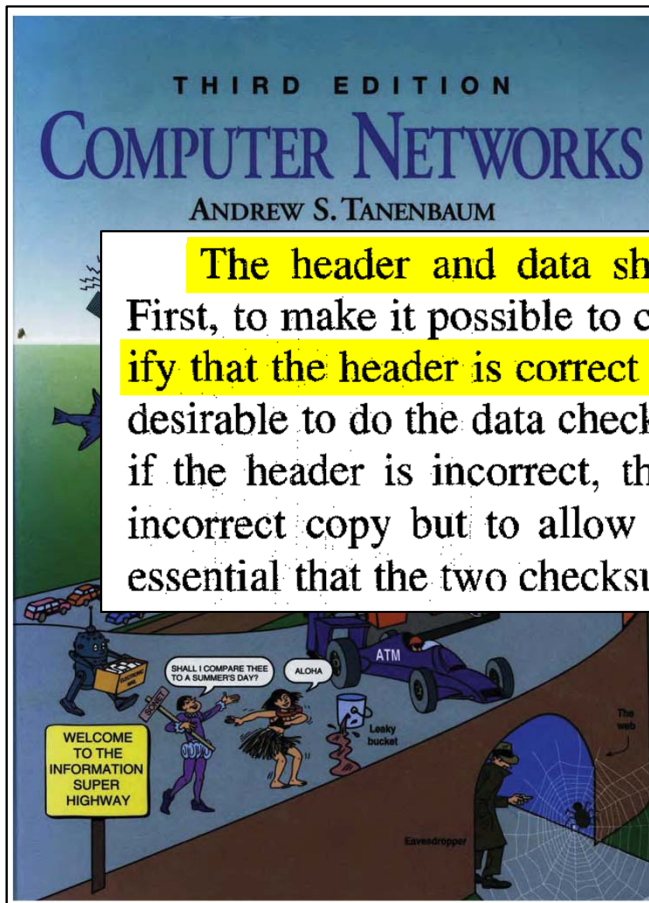 THIRD EDITION
COMPUTER NETWORKS
ANDREW S. TANENBAUM
The header and data sh
First, to make it possible to c
ify that the header is correct
desirable to do the data check
if the header is incorrect, th
incorrect copy but to allow
essential that the two checksu
SHALL I COMPARE THEE
TO A SUMMER'S DAY?
ALOHA
ATM
SONET
Leaky
bucket
The
web
WELCOME
TO THE
INFORMATION
SUPER
HIGHWAY
Eavesdropper